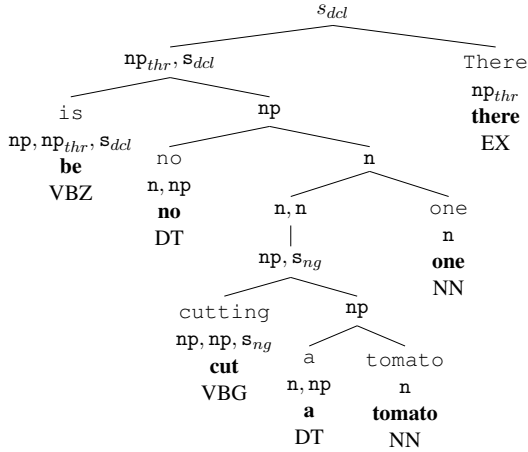 s_dcl
np_thr, s_dcl
There
np_thr
there
EX
is
np, np_thr, s_dcl
be
VBZ
np
no
n, np
no
DT
n
n, n
one
n
one
NN
np, s_ng
cutting
np, np, s_ng
cut
VBG
np
a
n, np
a
DT
tomato
n
tomato
NN